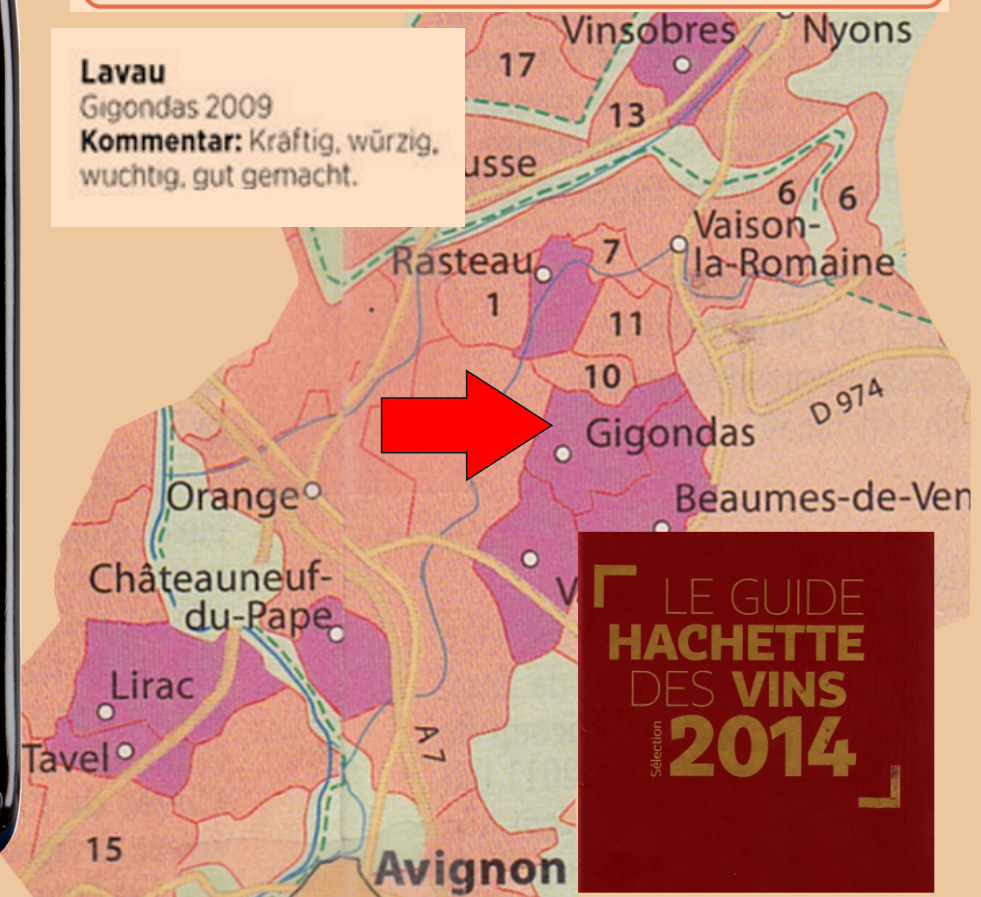 Vinsobres
Nyons
17
Lavau
Gigondas 2009
Kommentar: Kräftig, würzig,
wuchtig, gut gemacht.
13
usse
6
6
Vaison-
la-Romaine
7
Rasteau
1
11
10
D 974
Gigondas
Orange
Beaumes-de-Ven
Châteauneuf-
du-Pape
V
LE GUIDE
HACHETTE
DES VINS
Sélection
2014
Lirac
Tavel
A 7
15
Avignon